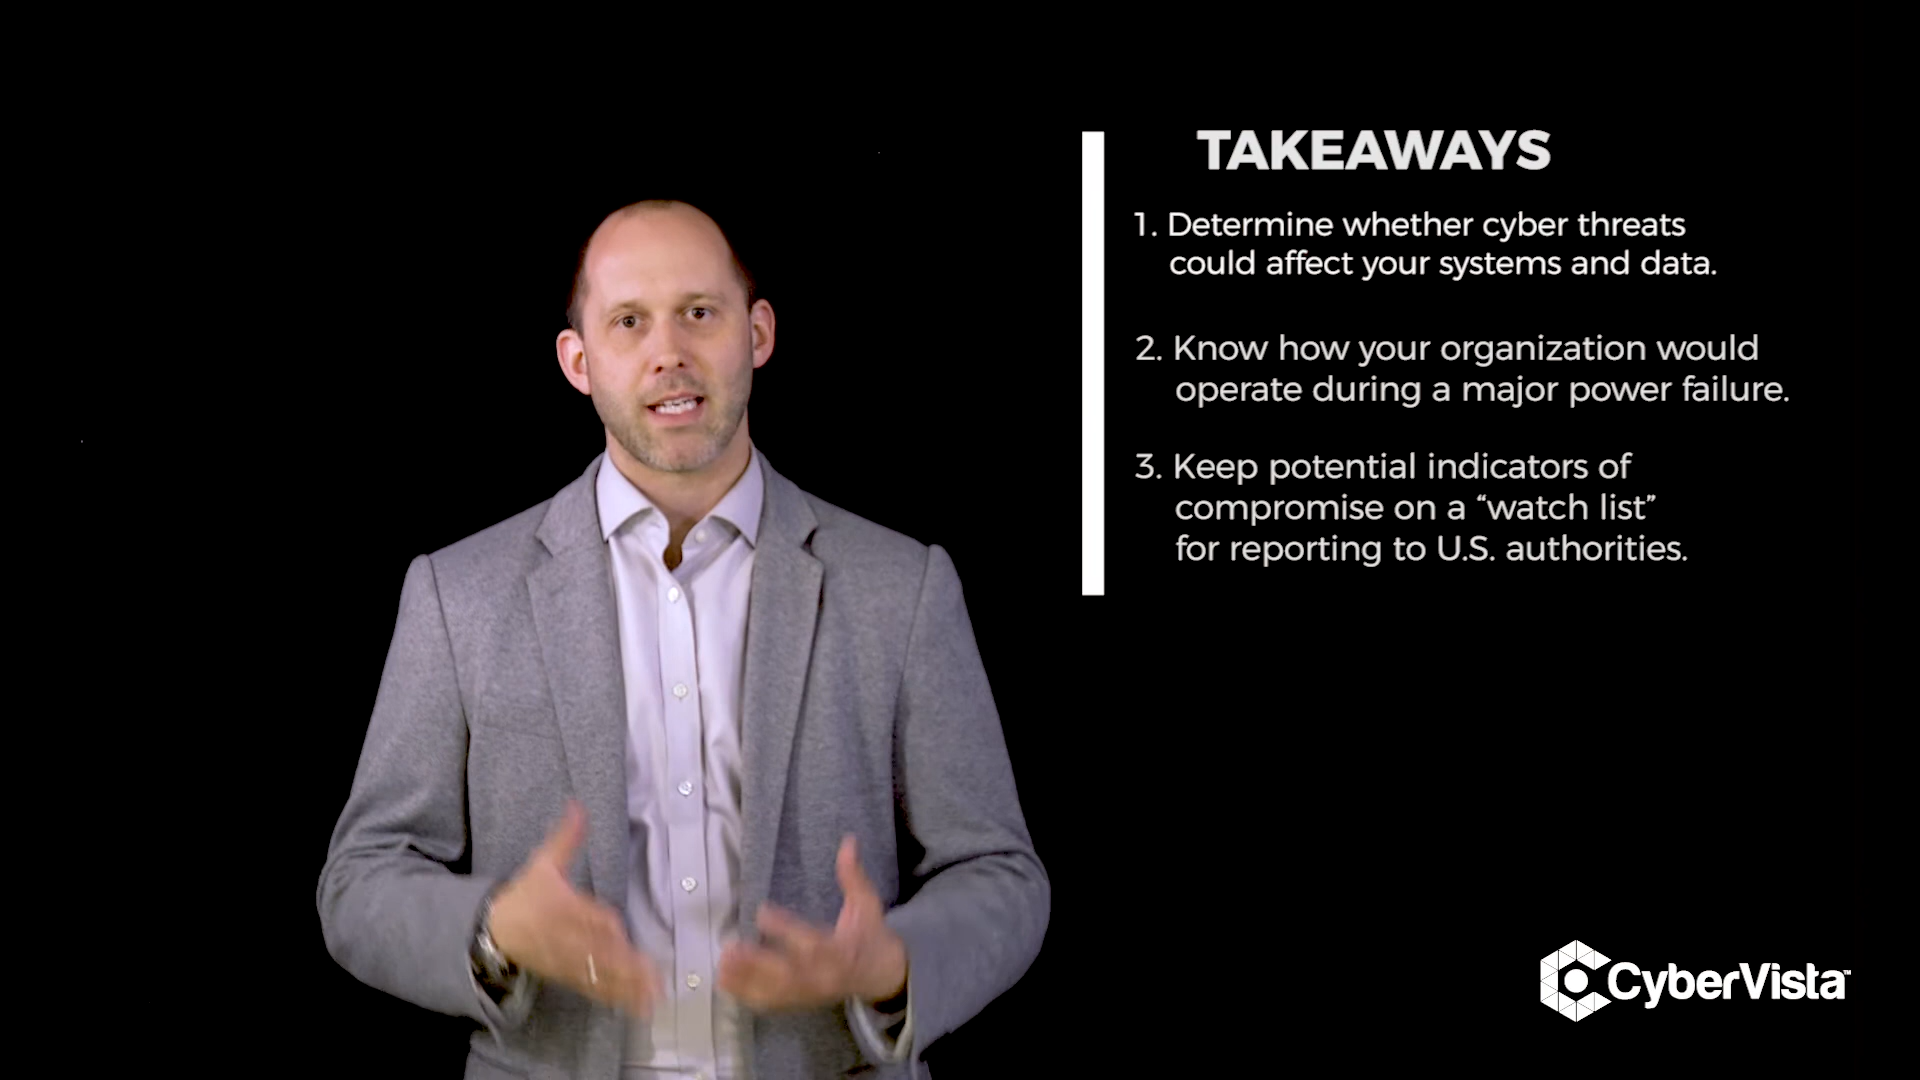 TAKEAWAYS
1. Determine whether cyber threats
could affect your systems and data.
2. Know how your organization would
operate during a major power failure.
3. Keep potential indicators of
compromise on a “watch list”
for reporting to U.S. authorities.
CyberVista™